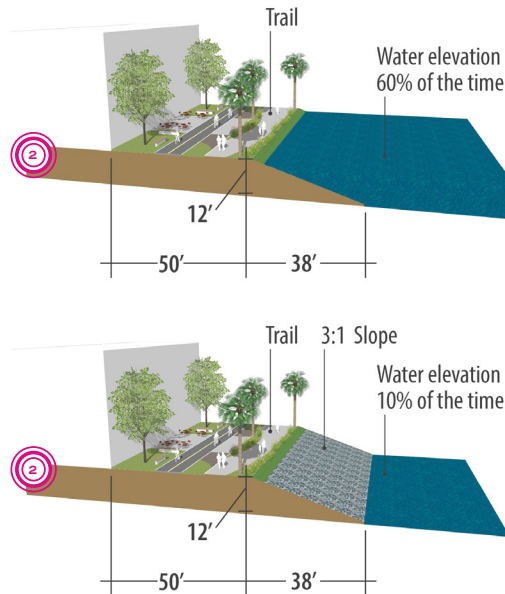 Trail
Water elevation
60% of the time
2
12’
50’
38’
Trail
3:1 Slope
Water elevation
10% of the time
2
12’
50’
38’